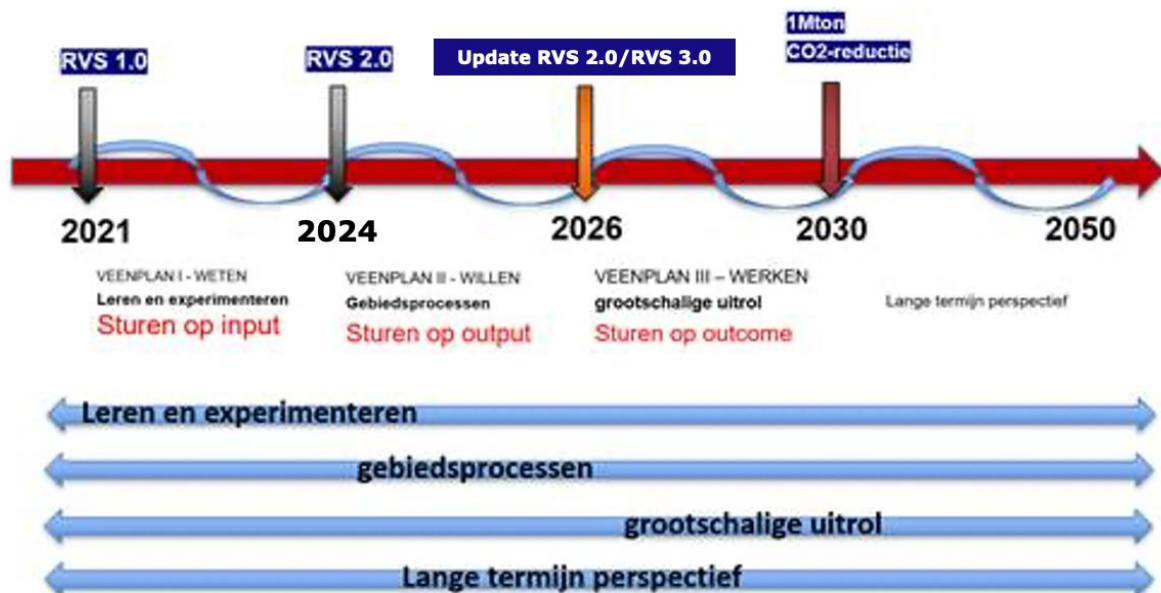 RVS 1.0
RVS 2.0
Update RVS 2.0/RVS 3.0
1Mton
CO2-reductie
2021
2024
2026
2030
2050
VEENPLAN I - WETEN
Leren en experimenteren
Sturen op input
VEENPLAN II - WILLEN
Gebiedsprocessen
Sturen op output
VEENPLAN III – WERKEN
grootschalige uitrol
Sturen op outcome
Lange termijn perspectief
Leren en experimenteren
gebiedsprocessen
grootschalige uitrol
Lange termijn perspectief